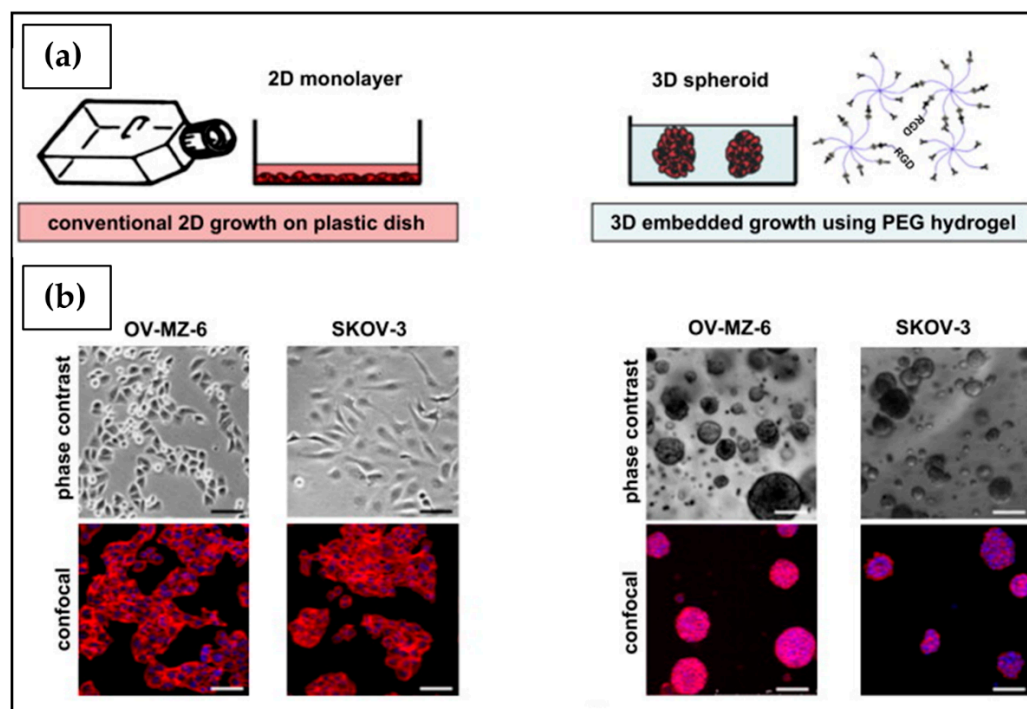 (a)
2D monolayer
3D spheroid
RGD
RGD
conventional 2D growth on plastic dish
3D embedded growth using PEG hydrogel
(b)
OV-MZ-6
SKOV-3
OV-MZ-6
SKOV-3
phase contrast
phase contrast
confocal
confocal